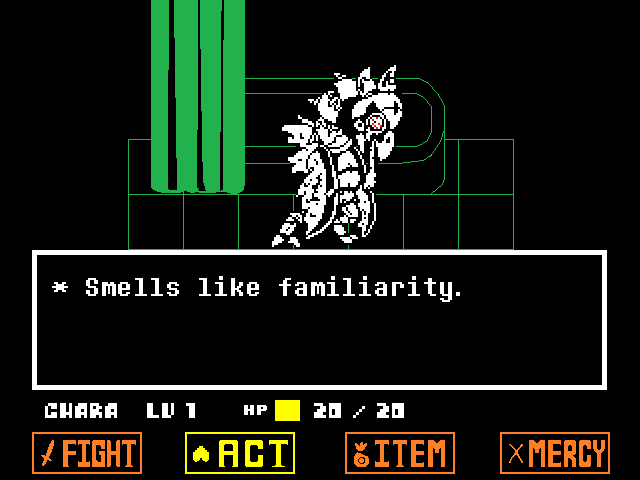 * Smells like familiarity.
CHARA LV 1 HP 20 / 20
FIGHT ACT ITEM MERCY